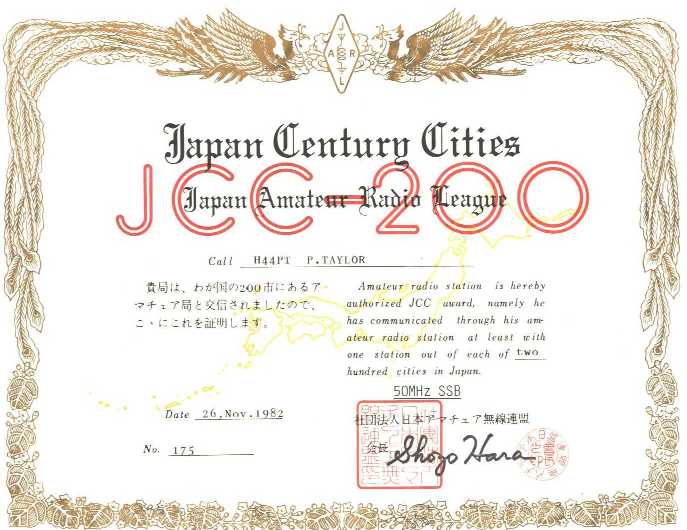 J
A R
L
Japan Century Cities
JCC-200
Japan Amateur Radio League
Call H44PT P.TAYLOR
貴局は、わが国の200市にあるア
マチュア局と交信されましたので、
こゝにこれを証明します。
Amateur radio station is hereby
authorized JCC award, namely he
has communicated through his am-
ateur radio station at least with
one station out of each of two
hundred cities in Japan.
50MHz SSB
Date 26.Nov.1982
社団法人日本アマチュア無線連盟
No. 175
会長 Shozo Hara